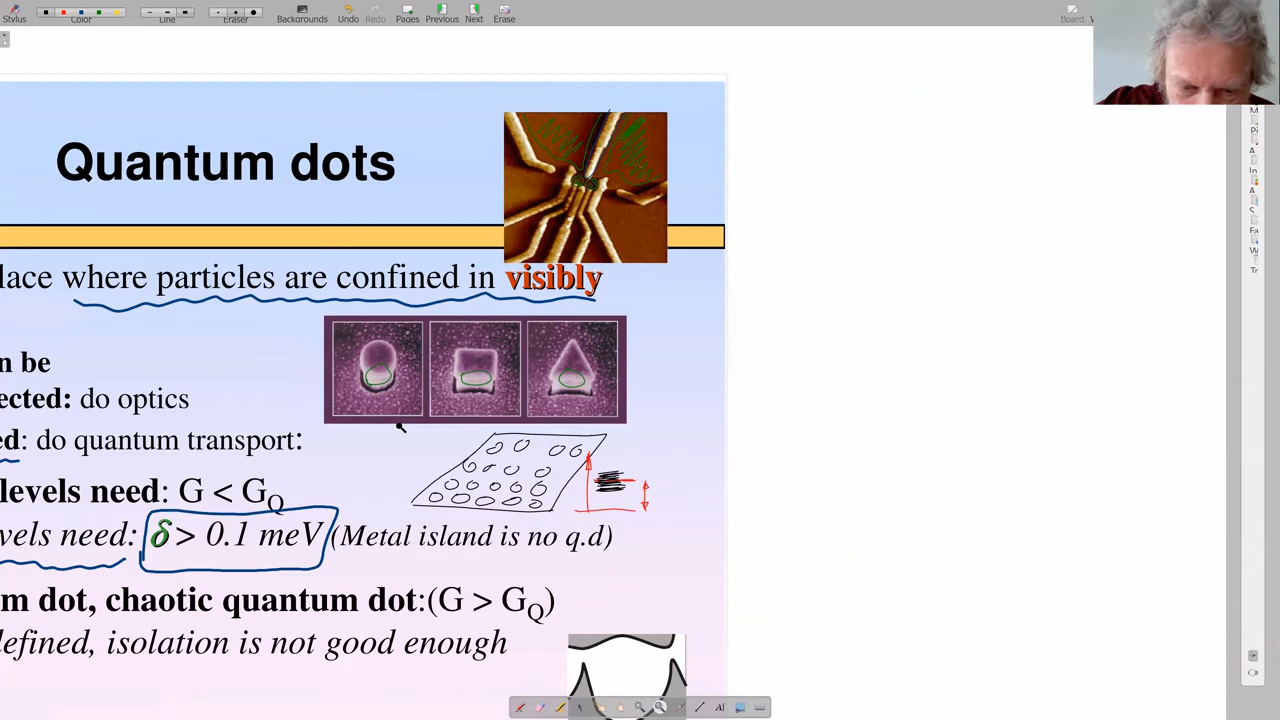 Stylus
Color
Line
Eraser
Backgrounds
Undo
Redo
Pages
Previous
Next
Erase
Board
Quantum dots
lace where particles are confined in visibly
n be
ected: do optics
ed: do quantum transport:
levels need: G < GQ
vels need: δ > 0.1 meV (Metal island is no q.d)
m dot, chaotic quantum dot:(G > GQ)
efined, isolation is not good enough